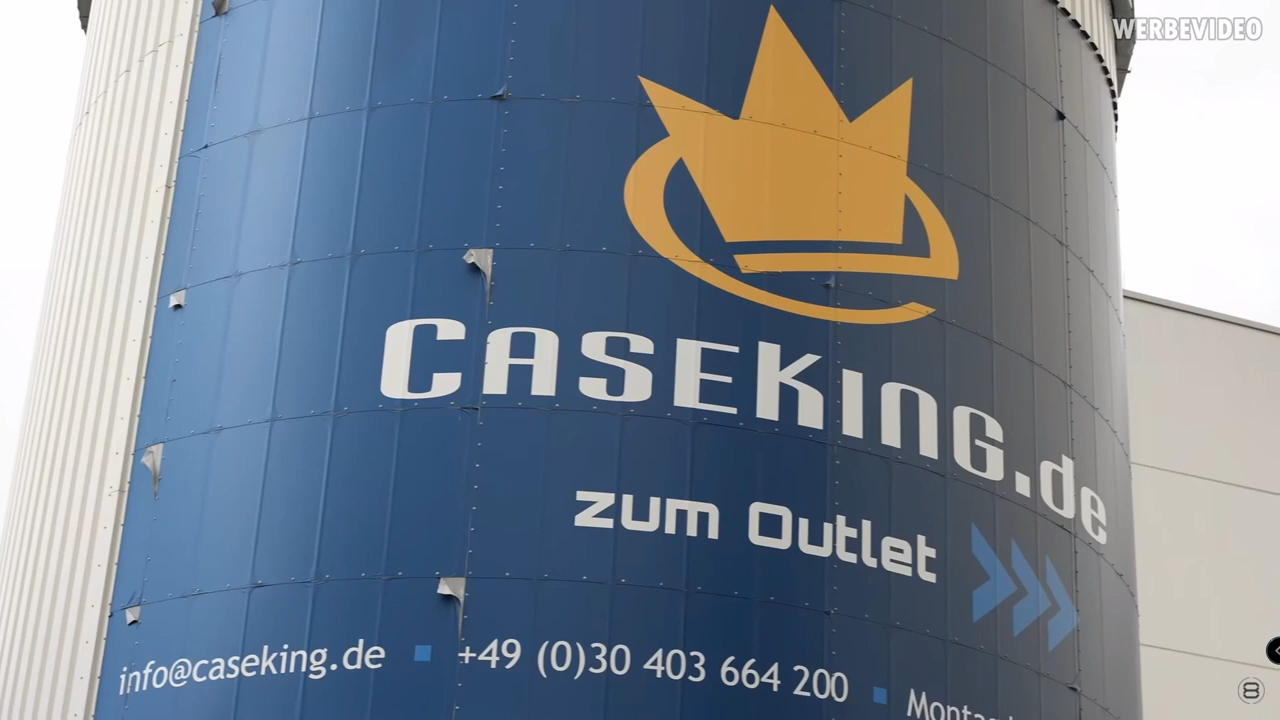 WERBEVIDEO
CASEKING.de
zum Outlet
info@caseking.de ▪ +49 (0)30 403 664 200 ▪